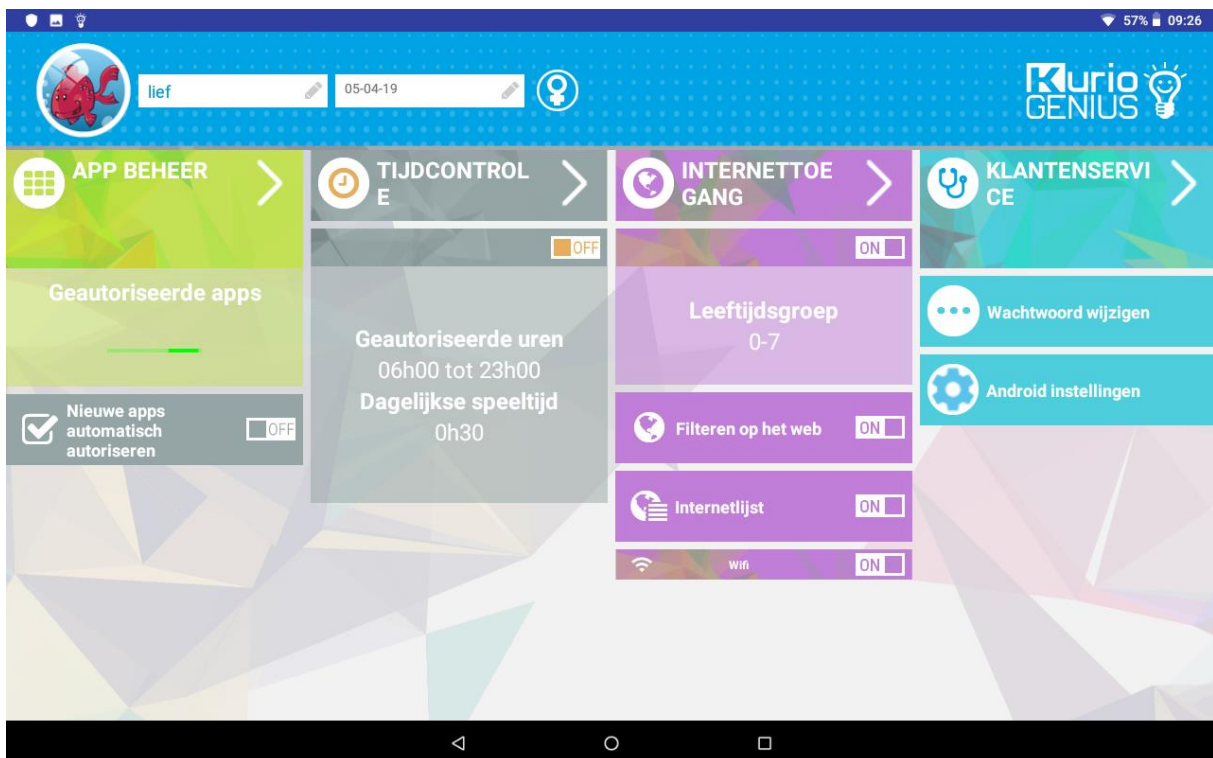 57% 09:26
lief
05-04-19
Kurio
GENIUS
APP BEHEER
TIJDCONTROL
E
INTERNETTOE
GANG
KLANTENSERVI
CE
OFF
ON
Geautoriseerde apps
Geautoriseerde uren
06h00 tot 23h00
Dagelijkse speeltijd
0h30
Leeftijdsgroep
0-7
Wachtwoord wijzigen
Android instellingen
Nieuwe apps
automatisch
autoriseren
OFF
Filteren op het web
ON
Internetlijst
ON
Wifi
ON